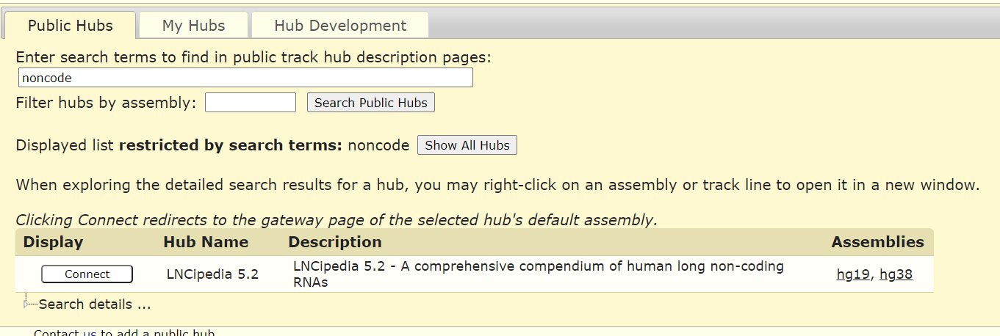 Public Hubs My Hubs Hub Development
Enter search terms to find in public track hub description pages:
noncode
Filter hubs by assembly: Search Public Hubs
Displayed list restricted by search terms: noncode Show All Hubs
When exploring the detailed search results for a hub, you may right-click on an assembly or track line to open it in a new window.
Clicking Connect redirects to the gateway page of the selected hub's default assembly.
Display Hub Name Description Assemblies
Connect LNCipedia 5.2 LNCipedia 5.2 - A comprehensive compendium of human long non-coding
RNAs hg19, hg38
Search details ...
Contact us to add a public hub